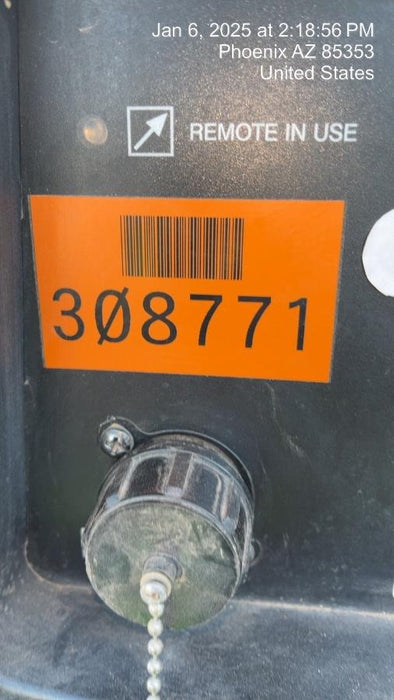 Jan 6, 2025 at 2:18:56 PM
Phoenix AZ 85353
United States
REMOTE IN USE
3Ø8771